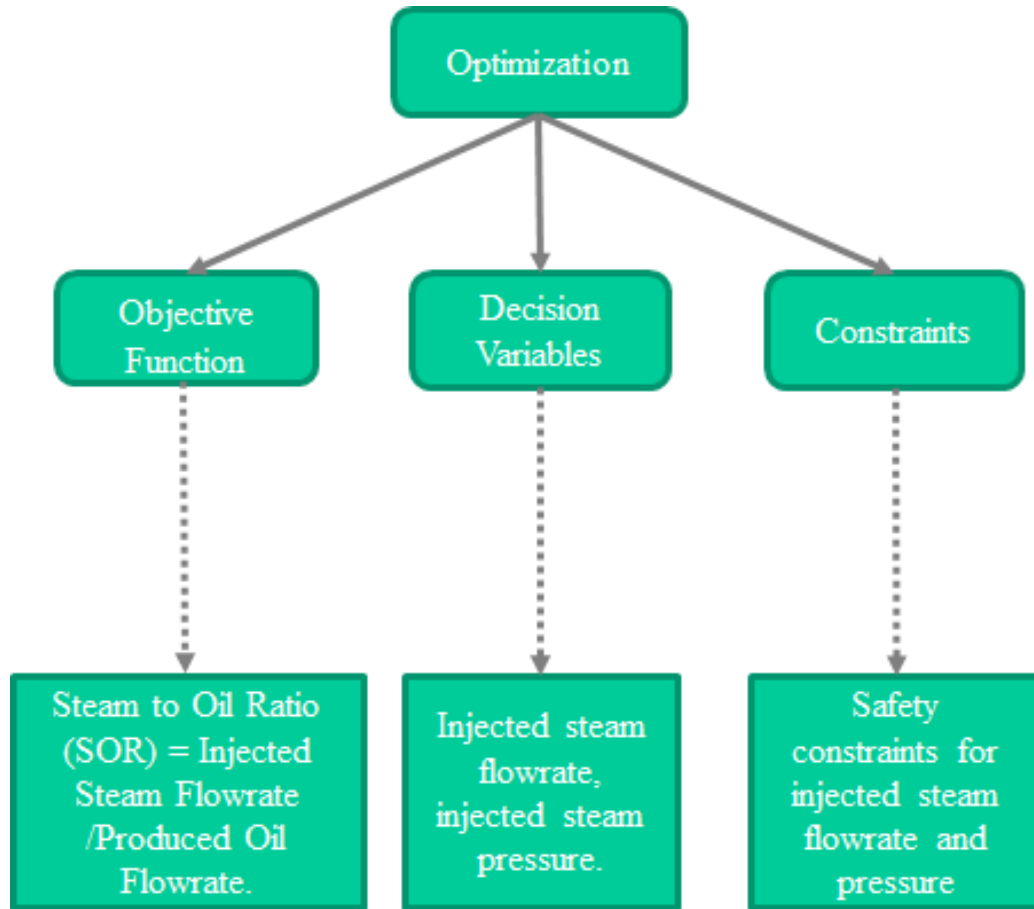 Optimization
Objective
Function
Decision
Variables
Constraints
Steam to Oil Ratio
(SOR) = Injected
Steam Flowrate
/Produced Oil
Flowrate.
Injected steam
flowrate,
injected steam
pressure.
Safety
constraints for
injected steam
flowrate and
pressure